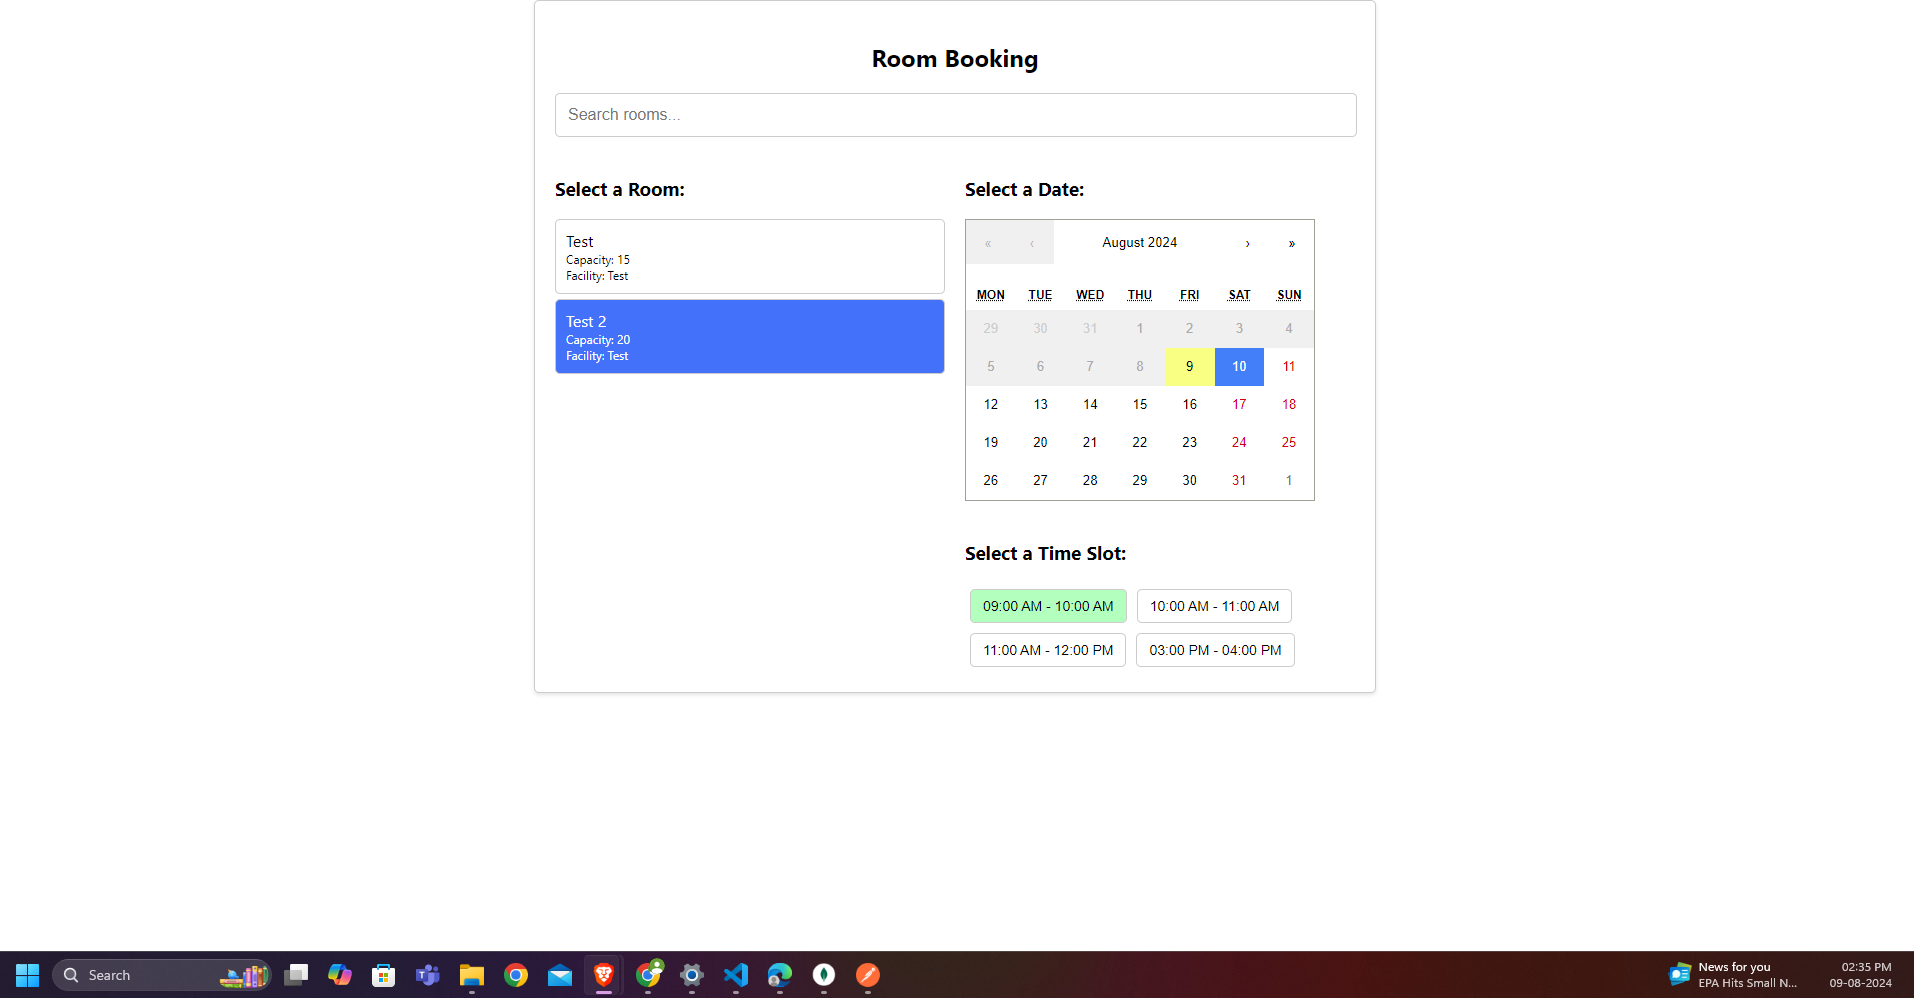 Room Booking
Search rooms...
Select a Room:
Test
Capacity: 15
Facility: Test
Test 2
Capacity: 20
Facility: Test
Select a Date:
« ‹ August 2024 › »
MON TUE WED THU FRI SAT SUN
29 30 31 1 2 3 4
5 6 7 8 9 10 11
12 13 14 15 16 17 18
19 20 21 22 23 24 25
26 27 28 29 30 31 1
Select a Time Slot:
09:00 AM - 10:00 AM 10:00 AM - 11:00 AM
11:00 AM - 12:00 PM 03:00 PM - 04:00 PM
Search
News for you
EPA Hits Small N...
02:35 PM
09-08-2024